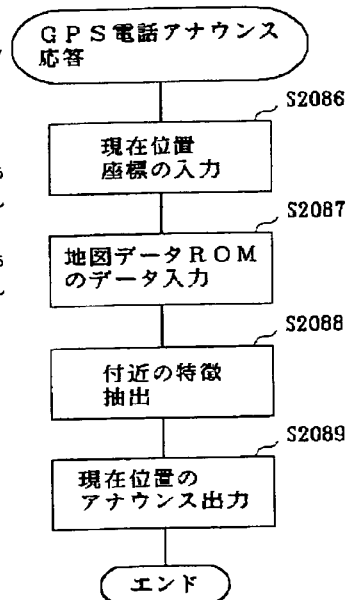 GPS電話アナウンス
応答
S2086
現在位置
座標の入力
S2087
地図データROM
のデータ入力
S2088
付近の特徴
抽出
S2089
現在位置の
アナウンス出力
エンド